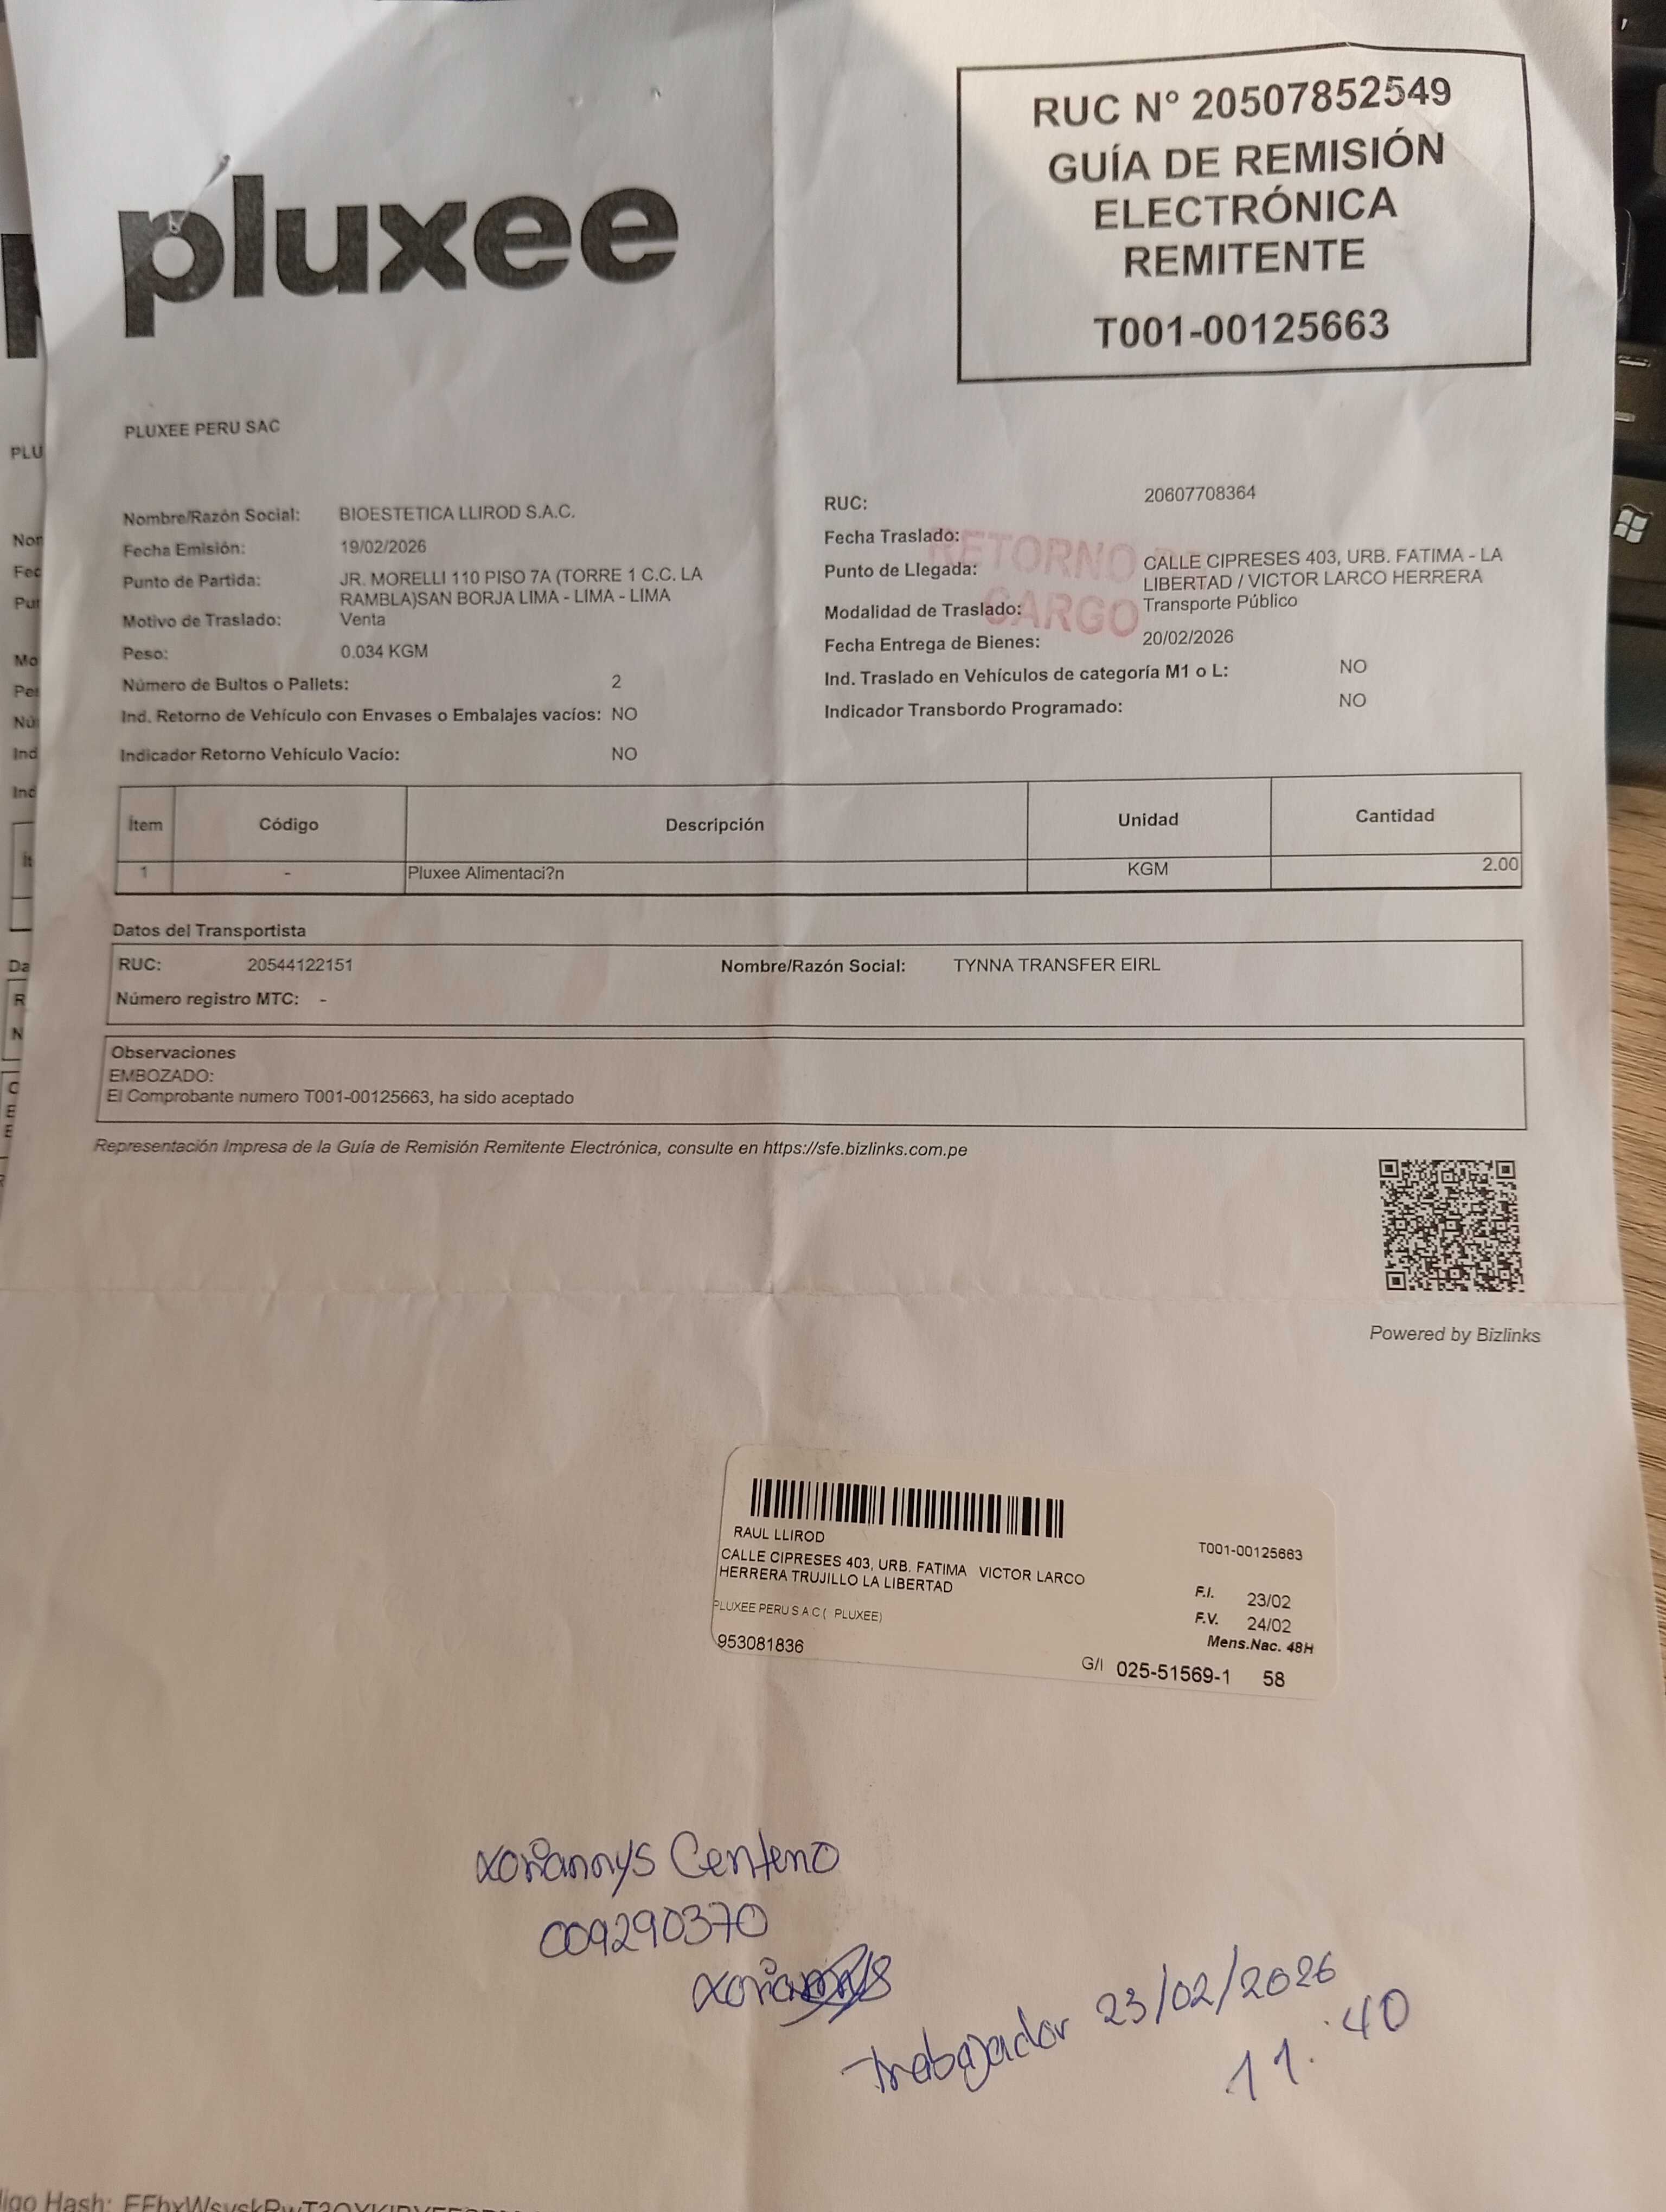 pluxee
RUC N° 20507852549
GUÍA DE REMISIÓN
ELECTRÓNICA
REMITENTE
T001-00125663
PLUXEE PERU SAC
Nombre/Razón Social: BIOESTETICA LLIROD S.A.C.
Fecha Emisión: 19/02/2026
Punto de Partida: JR. MORELLI 110 PISO 7A (TORRE 1 C.C. LA
RAMBLA)SAN BORJA LIMA - LIMA - LIMA
Motivo de Traslado: Venta
Peso: 0.034 KGM
Número de Bultos o Pallets: 2
Ind. Retorno de Vehículo con Envases o Embalajes vacíos: NO
Indicador Retorno Vehículo Vacío: NO
RUC: 20607708364
Fecha Traslado:
Punto de Llegada: CALLE CIPRESES 403, URB. FATIMA - LA
LIBERTAD / VICTOR LARCO HERRERA
Modalidad de Traslado: Transporte Público
Fecha Entrega de Bienes: 20/02/2026
Ind. Traslado en Vehículos de categoría M1 o L: NO
Indicador Transbordo Programado: NO
RETORNO
CARGO
Ítem Código Descripción Unidad Cantidad
1 - Pluxee Alimentaci?n KGM 2.00
Datos del Transportista
RUC: 20544122151 Nombre/Razón Social: TYNNA TRANSFER EIRL
Número registro MTC: -
Observaciones
EMBOZADO:
El Comprobante numero T001-00125663, ha sido aceptado
Representación Impresa de la Guía de Remisión Remitente Electrónica, consulte en https://sfe.bizlinks.com.pe
Powered by Bizlinks
RAUL LLIROD
CALLE CIPRESES 403, URB. FATIMA VICTOR LARCO
HERRERA TRUJILLO LA LIBERTAD
PLUXEE PERU S A C ( PLUXEE)
953081836
T001-00125663
F.I. 23/02
F.V. 24/02
Mens.Nac. 48H
G/I 025-51569-1 58
Xoriannys Centeno
009290370
Xoriannys
Trabajador 23/02/2026
11:40